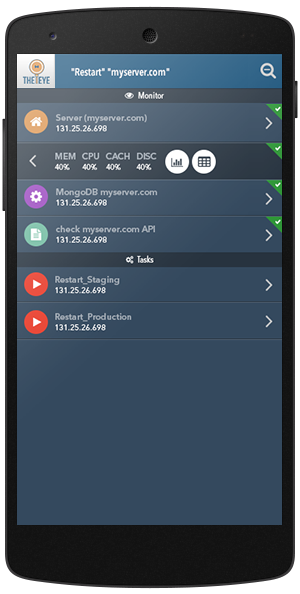 THE EYE
"Restart" "myserver.com"
Monitor
Server (myserver.com)
131.25.26.698
MEM CPU CACH DISC
40% 40% 40% 40%
MongoDB myserver.com
131.25.26.698
check myserver.com API
131.25.26.698
Tasks
Restart_Staging
131.25.26.698
Restart_Production
131.25.26.698